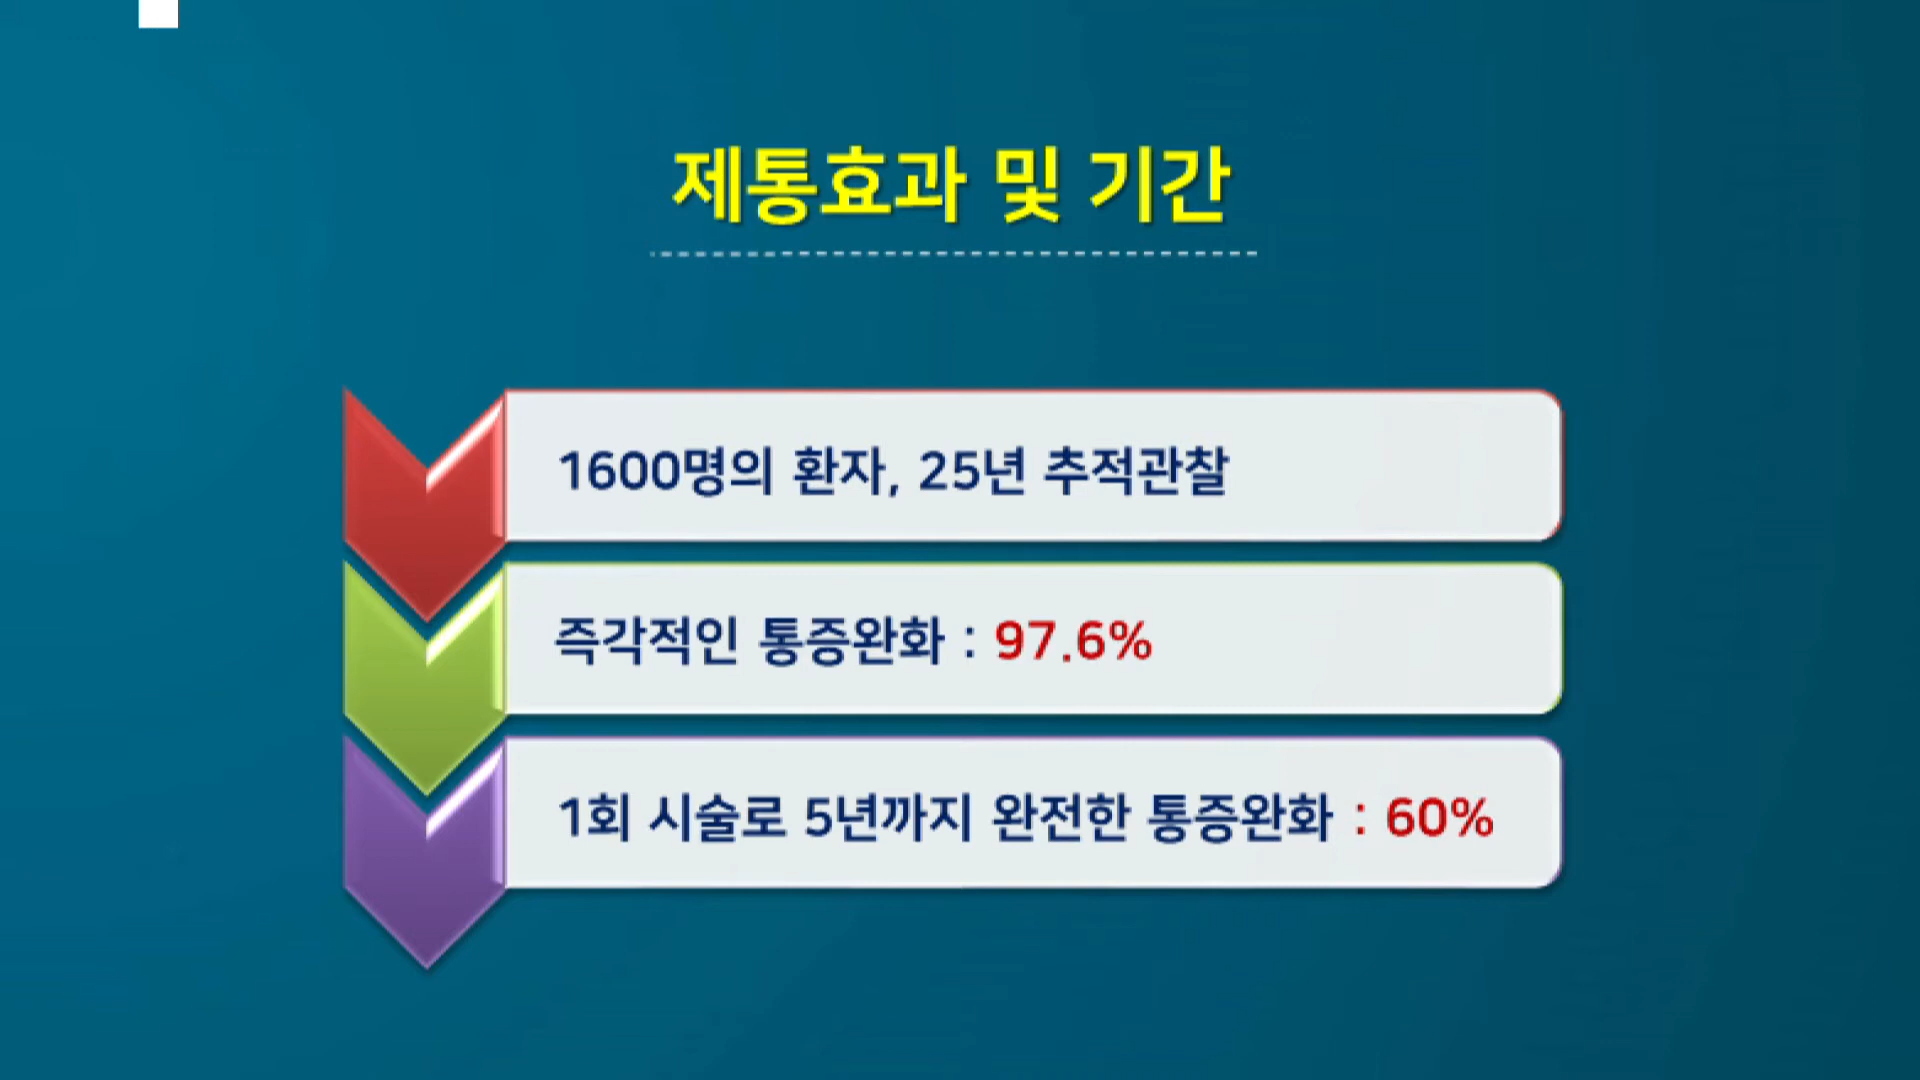 제통효과 및 기간
1600명의 환자, 25년 추적관찰
즉각적인 통증완화 : 97.6%
1회 시술로 5년까지 완전한 통증완화 : 60%